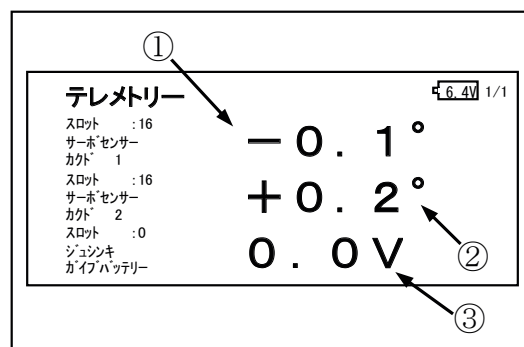 ①
テレメトリー 6.4V 1/1
スロット :16
サーボセンサー
カクド 1
−0.1°
スロット :16
サーボセンサー
カクド 2
+0.2°
②
スロット :0
ジュシンキ
ガイブバッテリー
0.0V
③